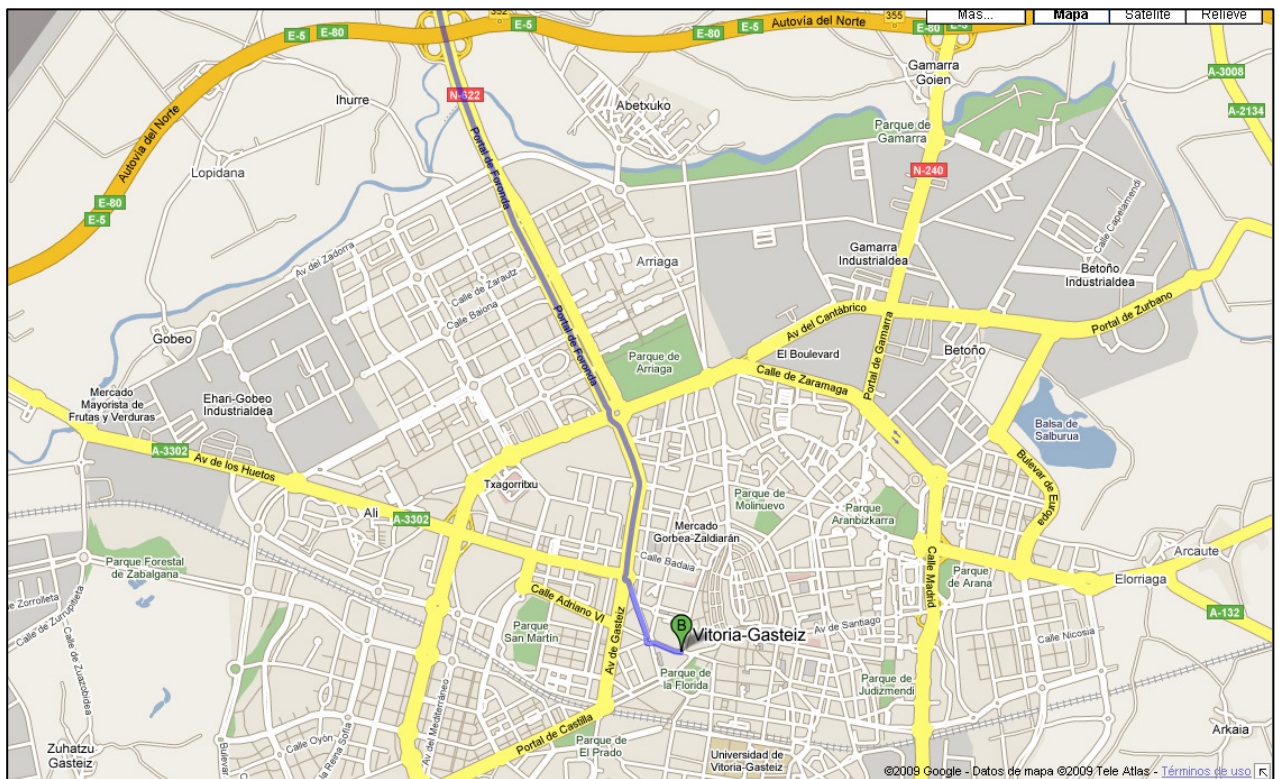 352
355
Más...
Mapa
Satélite
Relieve
E-5
E-80
Autovía del Norte
E-5
E-80
E-80
E-5
Gamarra
Goien
A-3008
N-622
Ihurre
Abetxuko
Parque de
Gamarra
A-2134
Autovía del Norte
Lopidana
Portal de Foronda
N-240
Calle Capelamendi
E-80
E-5
Av del Zadorra
Arriaga
Gamarra
Industrialdea
Betoño
Industrialdea
Calle de Zarautz
Calle Baiona
Portal de Foronda
Av del Cantábrico
Portal de Zurbano
Gobeo
Parque de
Arriaga
El Boulevard
Portal de Gamarra
Betoño
Calle de Zaramaga
Mercado
Mayorista de
Frutas y Verduras
Ehari-Gobeo
Industrialdea
Balsa de
Salburua
A-3302
Av de los Huetos
Txagorritxu
Parque de
Molinuevo
Bulevar de Europa
Ali
A-3302
Mercado
Gorbea-Zaldiarán
Parque
Aranbizkarra
Calle Badaia
Arcaute
Parque Forestal
de Zabalgana
Calle Madrid
Parque
de Arana
Elorriaga
Zorrolleta
Calle de Zurrupitieta
Calle Adriano VI
A-132
Calle de Zuazobidea
Parque
San Martín
Av de Gasteiz
B
Vitoria-Gasteiz
Av de Santiago
Calle Nicosia
Parque de
la Florida
Parque de
Judizmendi
Av del Mediterráneo
Portal de Castilla
Calle Oyón
la Reina Sofía
Bulevar
Parque de
El Prado
Universidad de
Vitoria-Gasteiz
Arkaia
Zuhatzu
Gasteiz
©2009 Google - Datos de mapa ©2009 Tele Atlas - Términos de uso